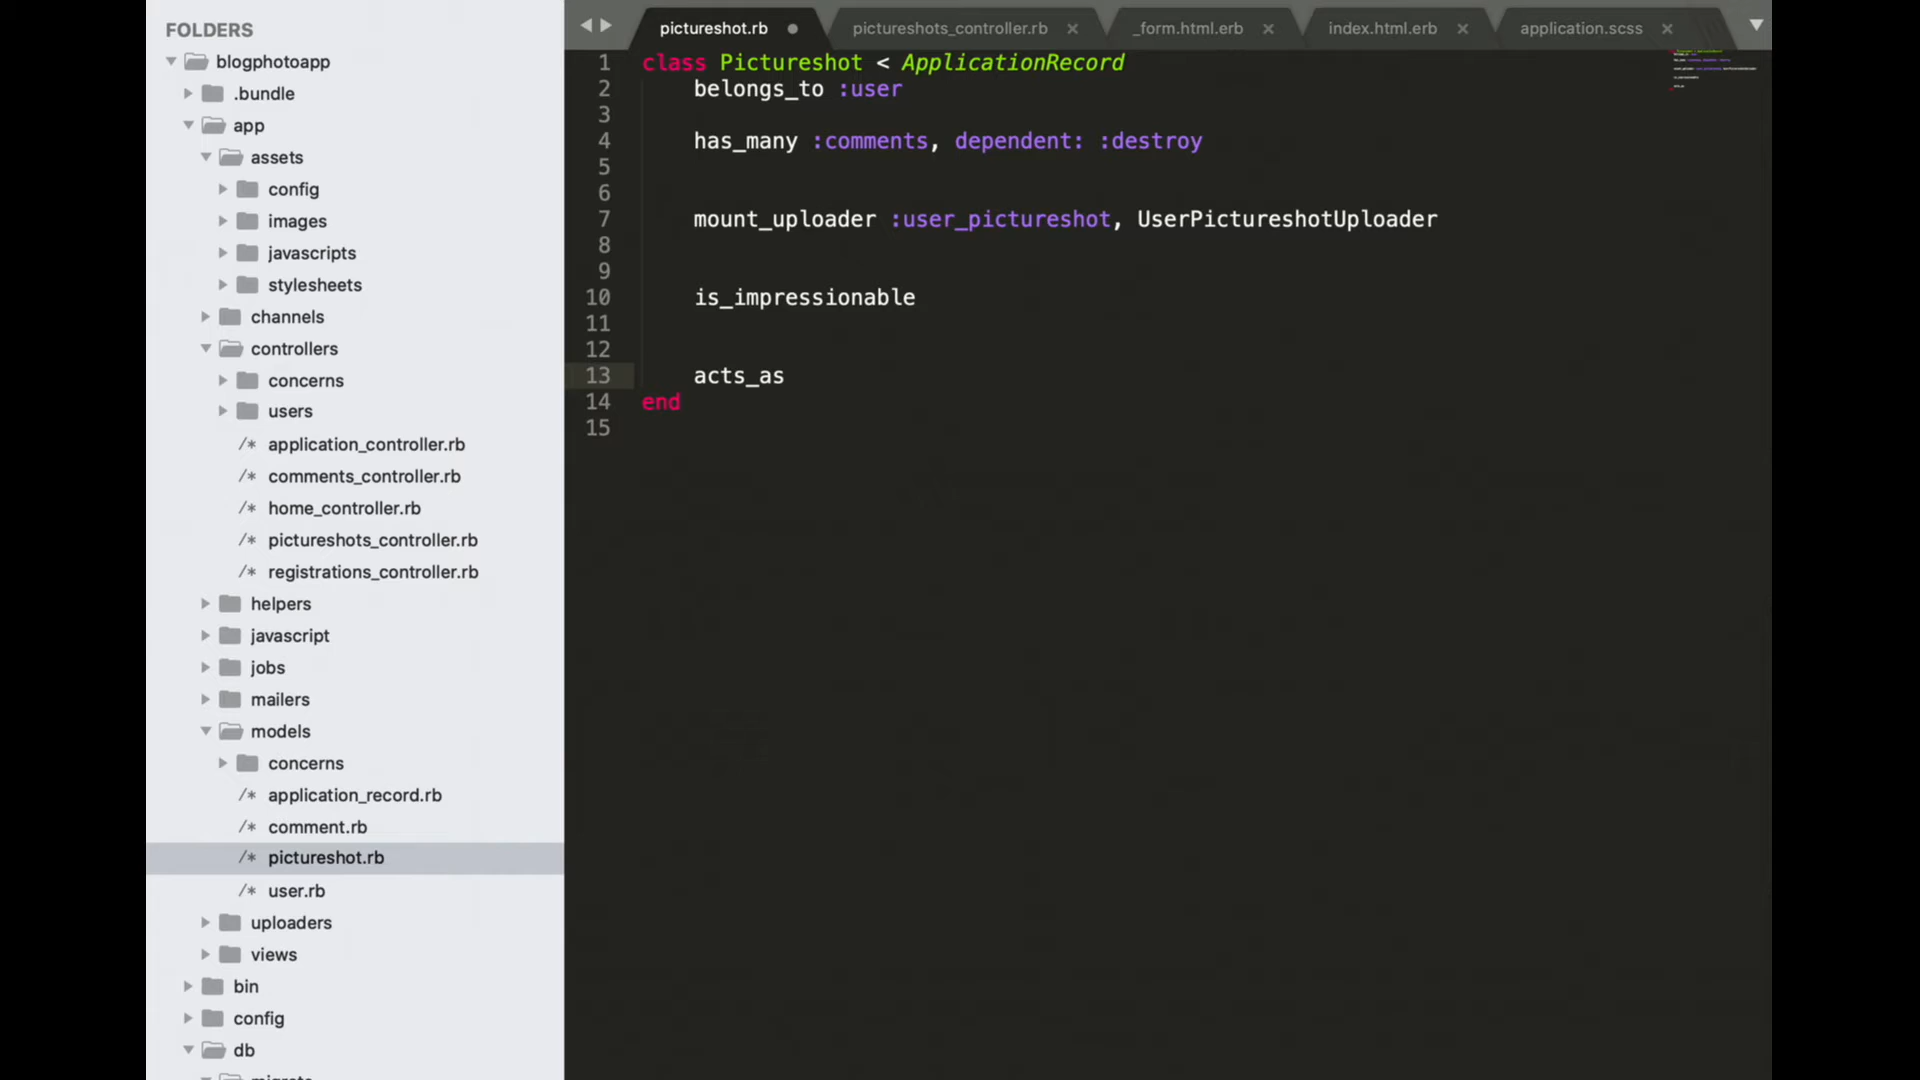 FOLDERS
blogphotoapp
.bundle
app
assets
config
images
javascripts
stylesheets
channels
controllers
concerns
users
/* application_controller.rb
/* comments_controller.rb
/* home_controller.rb
/* pictureshots_controller.rb
/* registrations_controller.rb
helpers
javascript
jobs
mailers
models
concerns
/* application_record.rb
/* comment.rb
/* pictureshot.rb
/* user.rb
uploaders
views
bin
config
db
pictureshot.rb
pictureshots_controller.rb
_form.html.erb
index.html.erb
application.scss
1 class Pictureshot < ApplicationRecord
2 belongs_to :user
3
4 has_many :comments, dependent: :destroy
5
6
7 mount_uploader :user_pictureshot, UserPictureshotUploader
8
9
10 is_impressionable
11
12
13 acts_as
14 end
15